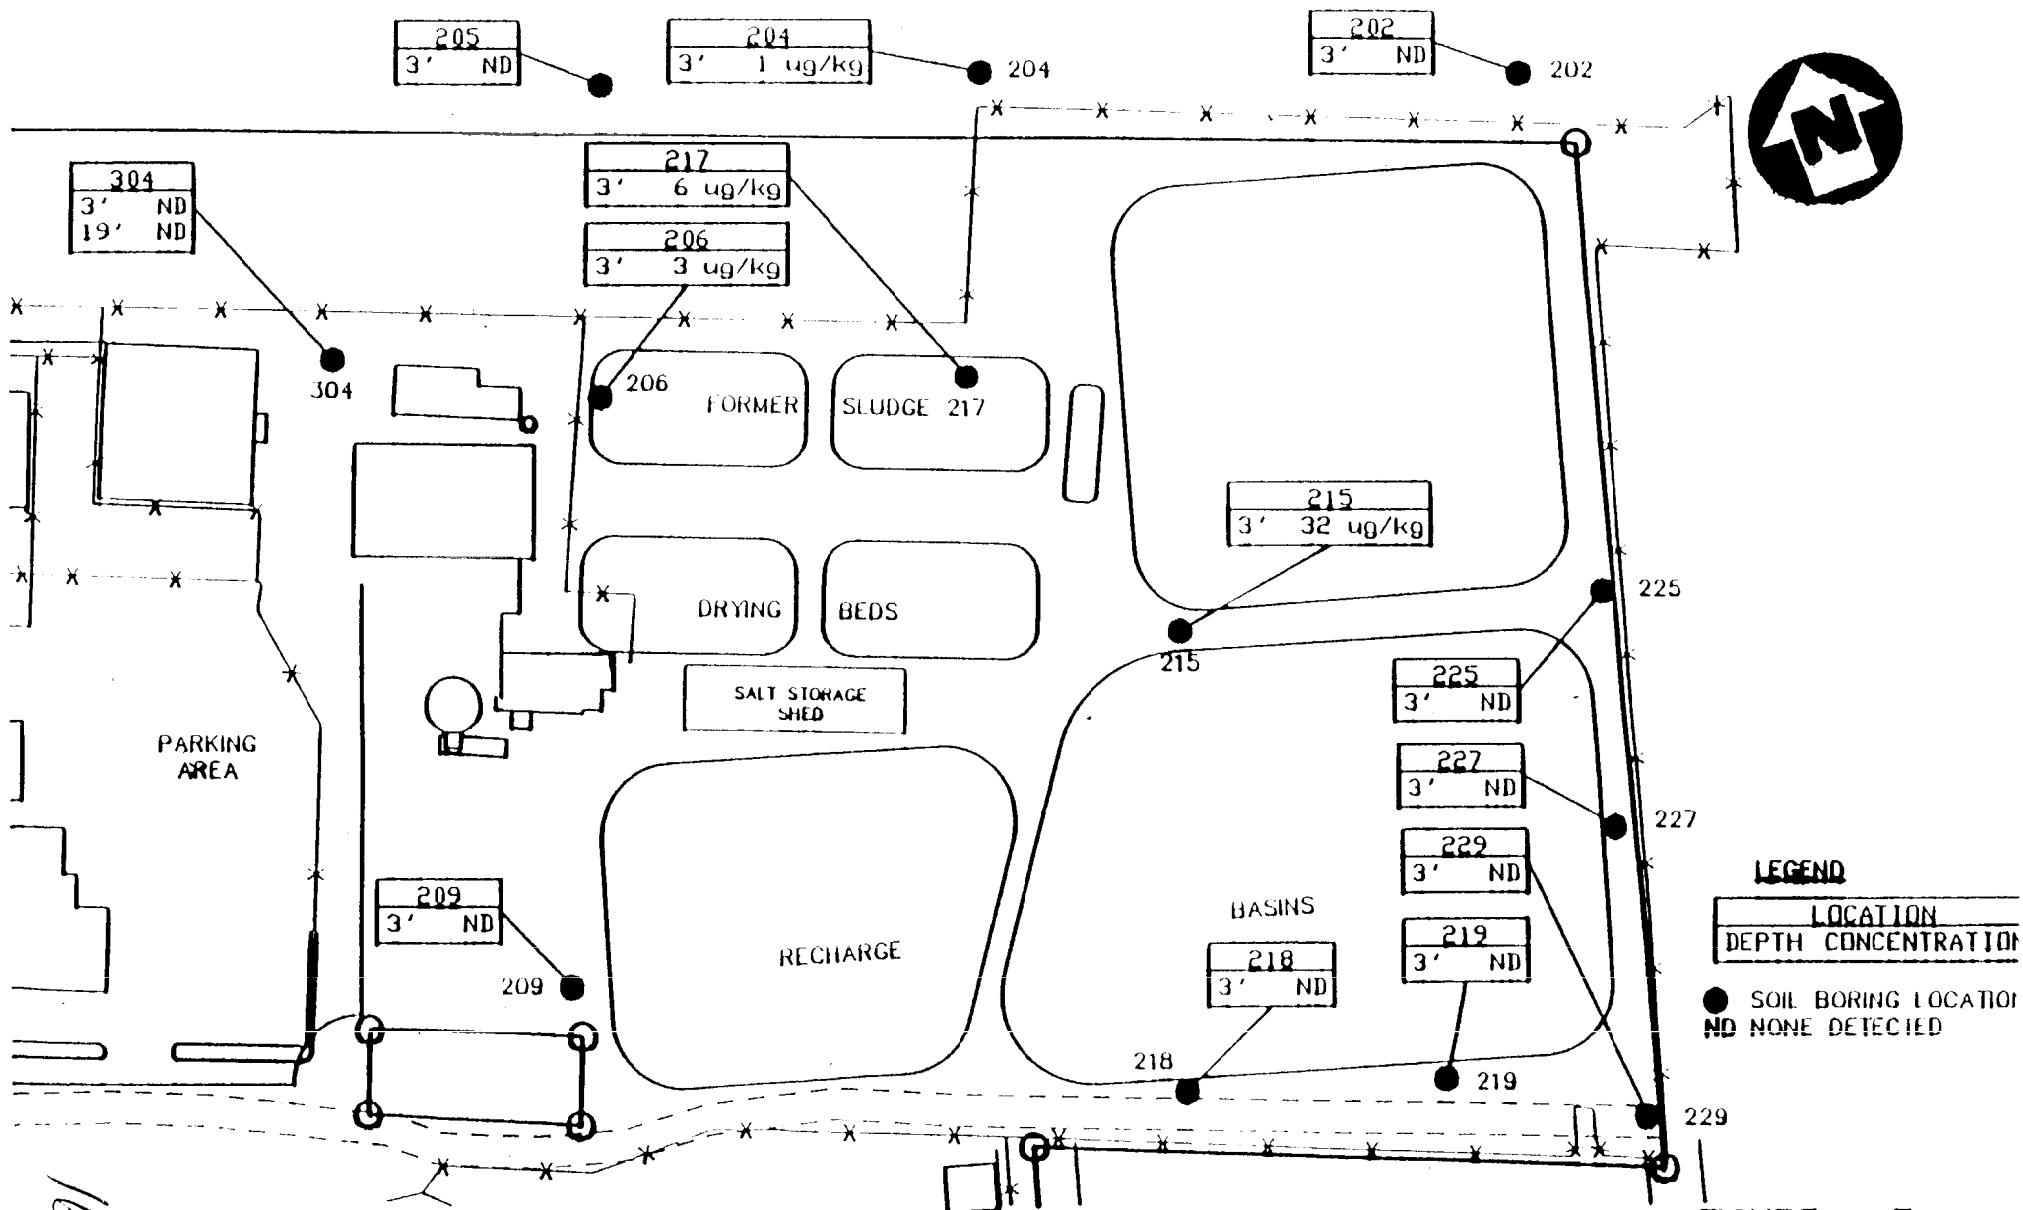 205
3' ND
204
3' 1 ug/kg
204
202
3' ND
202
N
304
3' ND
19' ND
304
217
3' 6 ug/kg
206
3' 3 ug/kg
206
FORMER
SLUDGE 217
215
3' 32 ug/kg
215
225
225
3' ND
DRYING
BEDS
SALT STORAGE
SHED
PARKING
AREA
227
3' ND
227
229
3' ND
229
209
3' ND
209
RECHARGE
BASINS
218
3' ND
218
219
3' ND
219
LEGEND
LOCATION
DEPTH CONCENTRATION
SOIL BORING LOCATION
ND NONE DETECTED